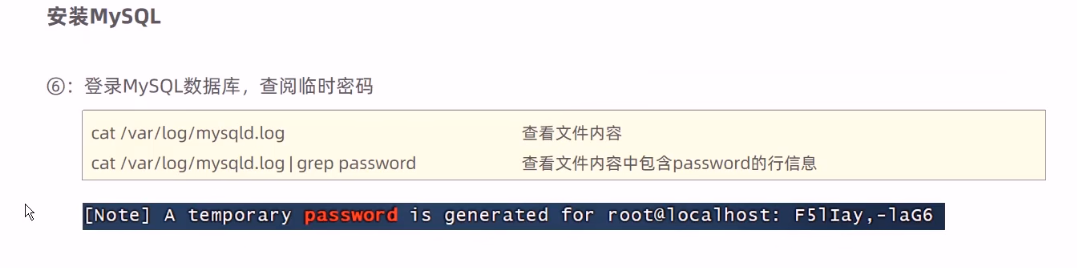 安装MySQL
⑥：登录MySQL数据库，查阅临时密码
cat /var/log/mysqld.log 查看文件内容
cat /var/log/mysqld.log | grep password 查看文件内容中包含password的行信息
[Note] A temporary password is generated for root@localhost: F5lIay,-laG6